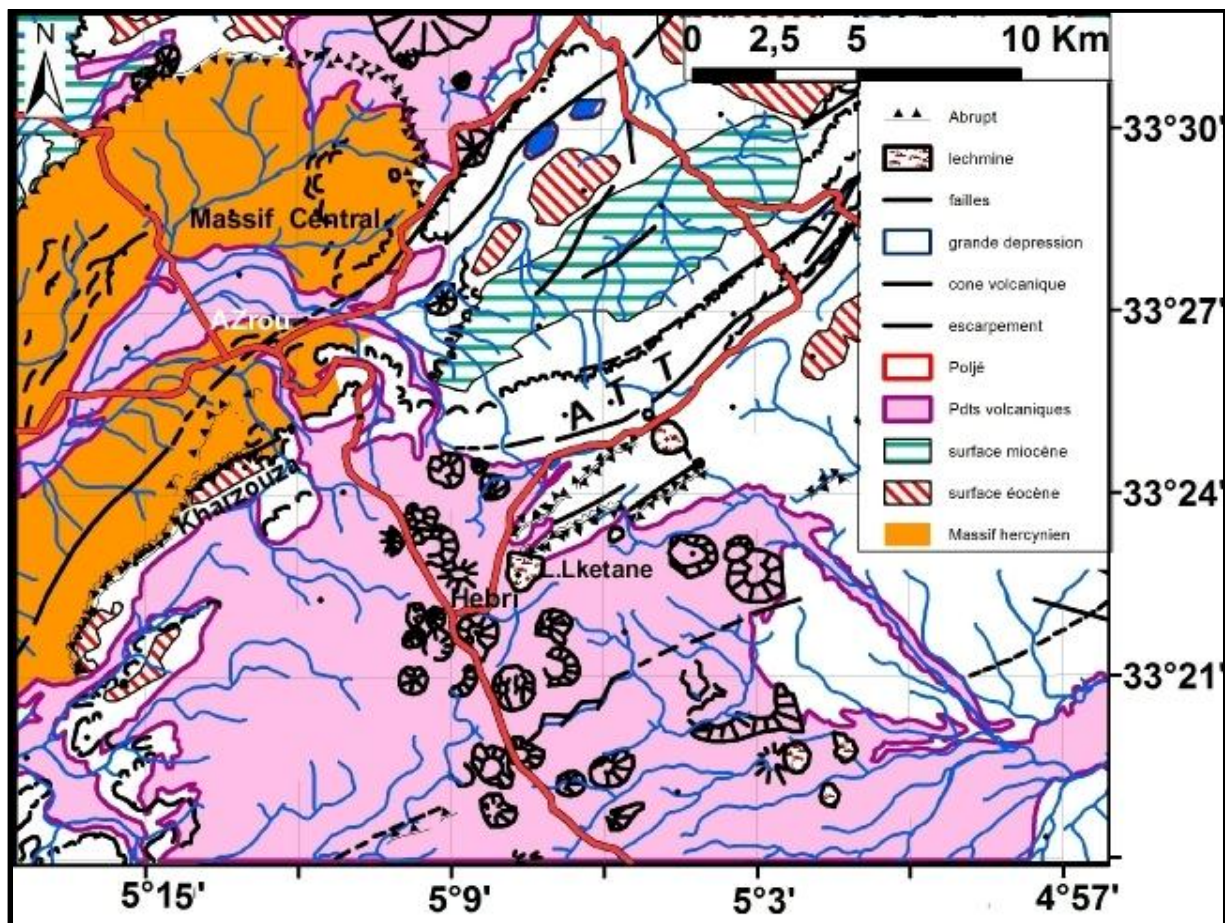 N
0 2,5 5 10 Km
Abrupt
lechmine
failles
grande depression
cone volcanique
escarpement
Poljé
Pdts volcaniques
surface miocène
surface éocène
Massif hercynien
33°30'
33°27'
33°24'
33°21'
Massif Central
AZrou
A T T
Kharzouza
L.Lketane
Hebri
5°15' 5°9' 5°3' 4°57'